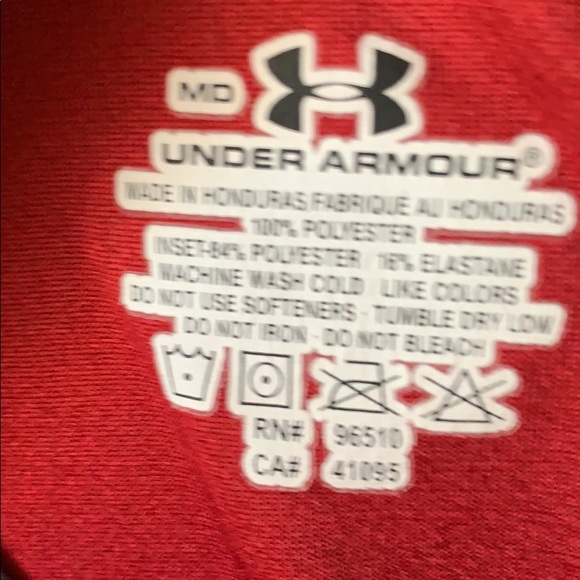 MD
UNDER ARMOUR®
MADE IN HONDURAS/FABRIQUÉ AU HONDURAS
100% POLYESTER
INSET-84% POLYESTER / 16% ELASTANE
MACHINE WASH COLD LIKE COLORS
DO NOT USE SOFTENERS - TUMBLE DRY LOW
DO NOT IRON - DO NOT BLEACH
RN# 96510
CA# 41095